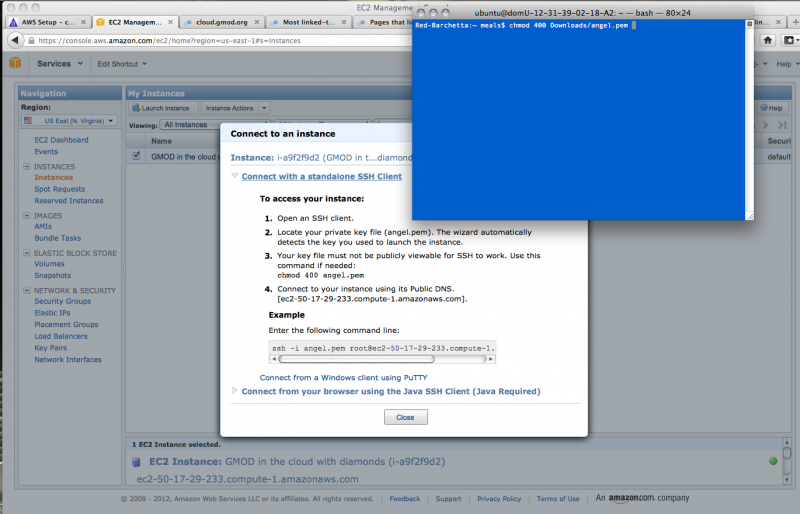 EC2 Manageme
ubuntu@domU-12-31-39-02-18-A2: ~ — bash — 80×24
AWS Setup – c...
EC2 Managem...
cloud.gmod.org
Most linked-t...
Pages that li
https://console.aws.amazon.com/ec2/home?region=us-east-1#s=Instances
Red-Barchetta:~ meals$ chmod 400 Downloads/angel.pem
Services
Edit Shortcut
Help
Navigation
My Instances
Region:
US East (N. Virginia)
Launch Instance
Instance Actions
Help
Viewing:
All Instances
Name
Securi
GMOD in the cloud w
default
EC2 Dashboard
Events
INSTANCES
Instances
Spot Requests
Reserved Instances
IMAGES
AMIs
Bundle Tasks
ELASTIC BLOCK STORE
Volumes
Snapshots
NETWORK & SECURITY
Security Groups
Elastic IPs
Placement Groups
Load Balancers
Key Pairs
Network Interfaces
Connect to an instance
Instance: i-a9f2f9d2 (GMOD in t...diamond
Connect with a standalone SSH Client
To access your instance:
1. Open an SSH client.
2. Locate your private key file (angel.pem). The wizard automatically
detects the key you used to launch the instance.
3. Your key file must not be publicly viewable for SSH to work. Use this
command if needed:
chmod 400 angel.pem
4. Connect to your instance using its Public DNS.
[ec2-50-17-29-233.compute-1.amazonaws.com].
Example
Enter the following command line:
ssh -i angel.pem root@ec2-50-17-29-233.compute-1.
Connect from a Windows client using PuTTY
Connect from your browser using the Java SSH Client (Java Required)
Close
1 EC2 Instance selected.
EC2 Instance: GMOD in the cloud with diamonds (i-a9f2f9d2)
ec2-50-17-29-233.compute-1.amazonaws.com
© 2008 - 2012, Amazon Web Services LLC or its affiliates. All rights reserved.
Feedback
Support
Privacy Policy
Terms of Use
An amazon.com. company